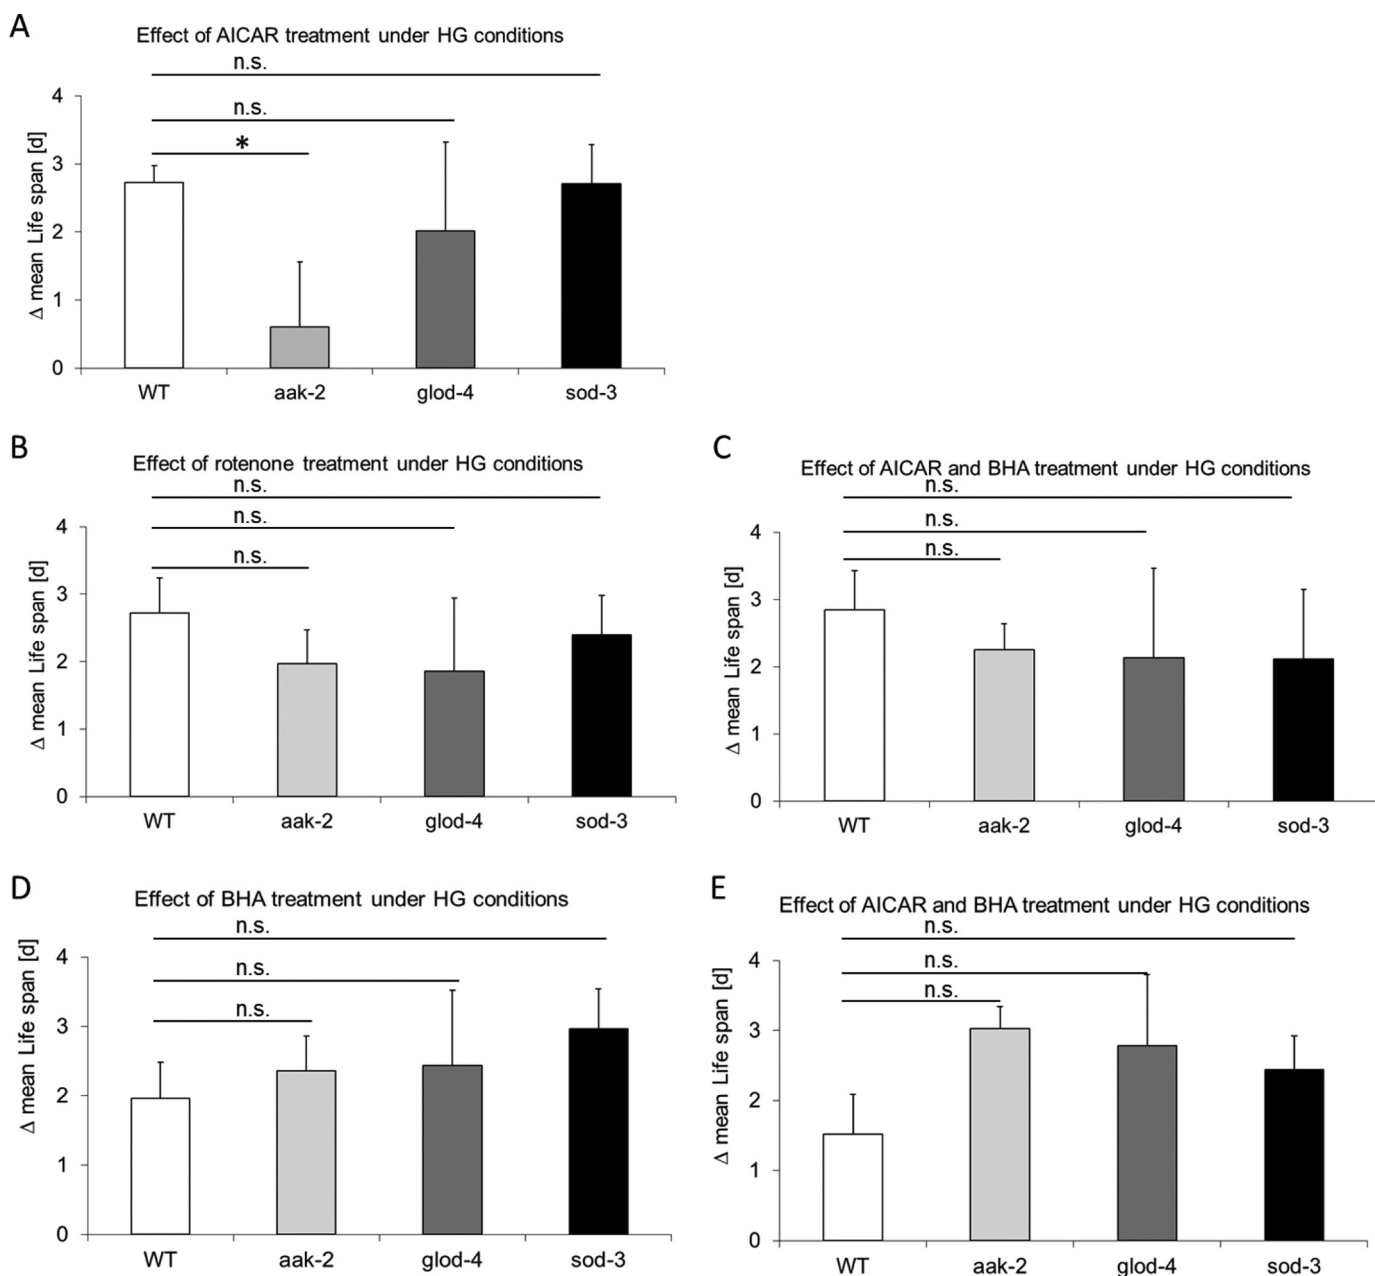 A
Effect of AICAR treatment under HG conditions
n.s.
n.s.
*
Δ mean Life span [d]
4
3
2
1
0
WT aak-2 glod-4 sod-3
B
Effect of rotenone treatment under HG conditions
n.s.
n.s.
n.s.
Δ mean Life span [d]
4
3
2
1
0
WT aak-2 glod-4 sod-3
C
Effect of AICAR and BHA treatment under HG conditions
n.s.
n.s.
n.s.
Δ mean Life span [d]
4
3
2
1
0
WT aak-2 glod-4 sod-3
D
Effect of BHA treatment under HG conditions
n.s.
n.s.
n.s.
Δ mean Life span [d]
4
3
2
1
0
WT aak-2 glod-4 sod-3
E
Effect of AICAR and BHA treatment under HG conditions
n.s.
n.s.
n.s.
Δ mean Life span [d]
4
3
2
1
0
WT aak-2 glod-4 sod-3